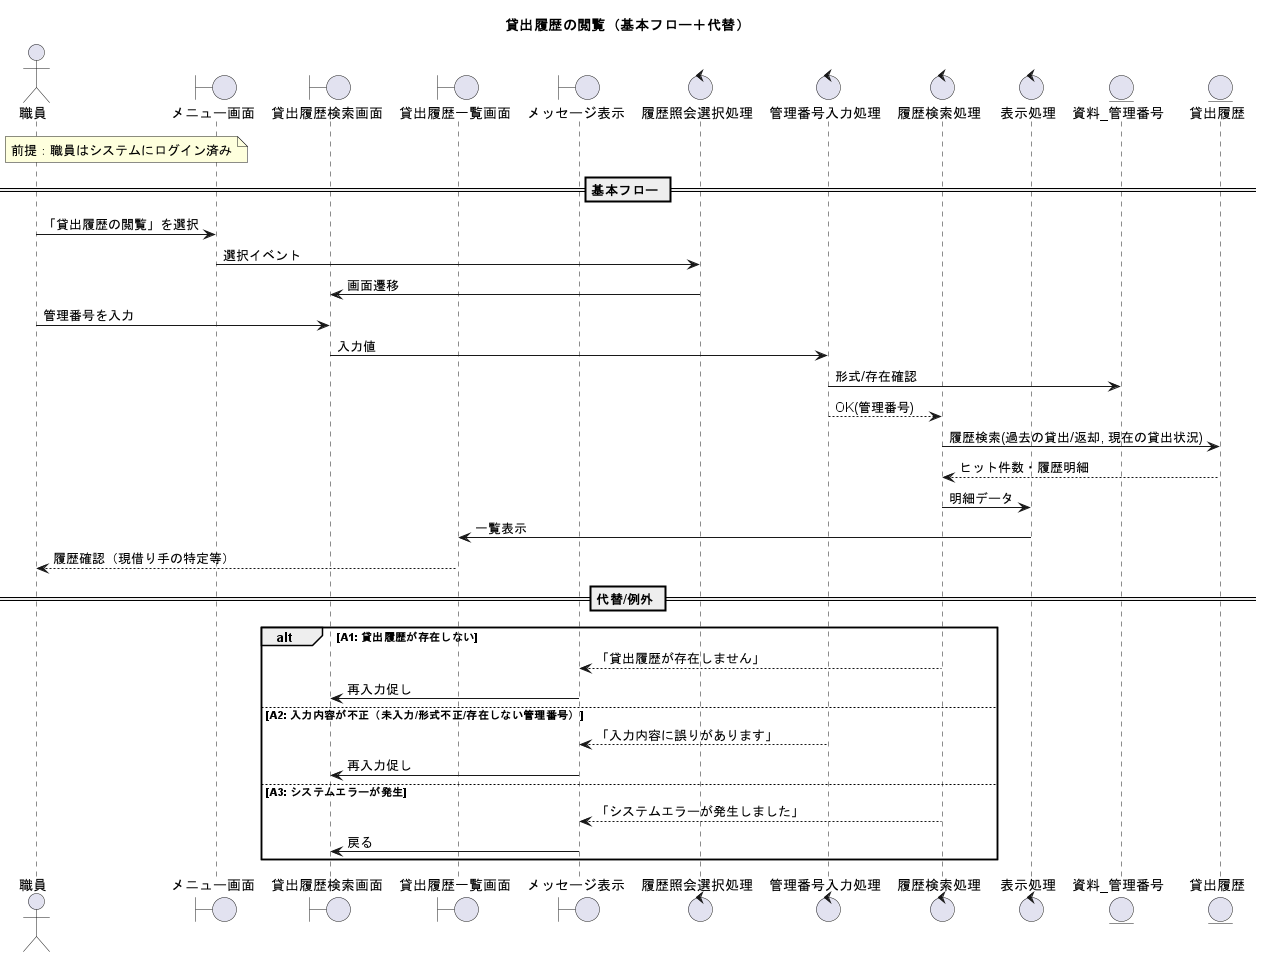 貸出履歴の閲覧（基本フロー＋代替）
職員 メニュー画面 貸出履歴検索画面 貸出履歴一覧画面 メッセージ表示 履歴照会選択処理 管理番号入力処理 履歴検索処理 表示処理 資料_管理番号 貸出履歴
前提：職員はシステムにログイン済み
基本フロー
「貸出履歴の閲覧」を選択
選択イベント
画面遷移
管理番号を入力
入力値
形式/存在確認
OK(管理番号)
履歴検索(過去の貸出/返却, 現在の貸出状況)
ヒット件数・履歴明細
明細データ
一覧表示
履歴確認（現借り手の特定等）
代替/例外
alt [A1: 貸出履歴が存在しない]
「貸出履歴が存在しません」
再入力促し
[A2: 入力内容が不正（未入力/形式不正/存在しない管理番号）]
「入力内容に誤りがあります」
再入力促し
[A3: システムエラーが発生]
「システムエラーが発生しました」
戻る
職員 メニュー画面 貸出履歴検索画面 貸出履歴一覧画面 メッセージ表示 履歴照会選択処理 管理番号入力処理 履歴検索処理 表示処理 資料_管理番号 貸出履歴